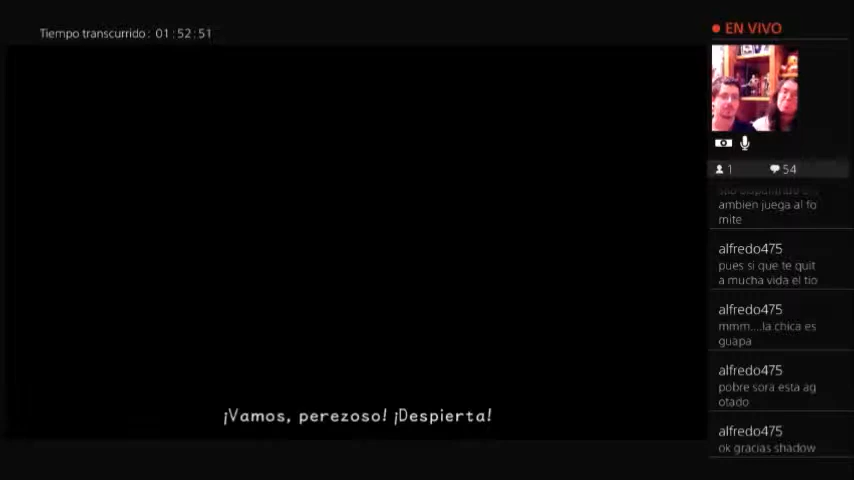 Tiempo transcurrido: 01:52:51
EN VIVO
1 54
ambien juega al fo
mite
alfredo475
pues si que te quit
a mucha vida el tio
alfredo475
mmm....la chica es
guapa
alfredo475
pobre sora esta ag
otado
alfredo475
ok gracias shadow
¡Vamos, perezoso! ¡Despierta!